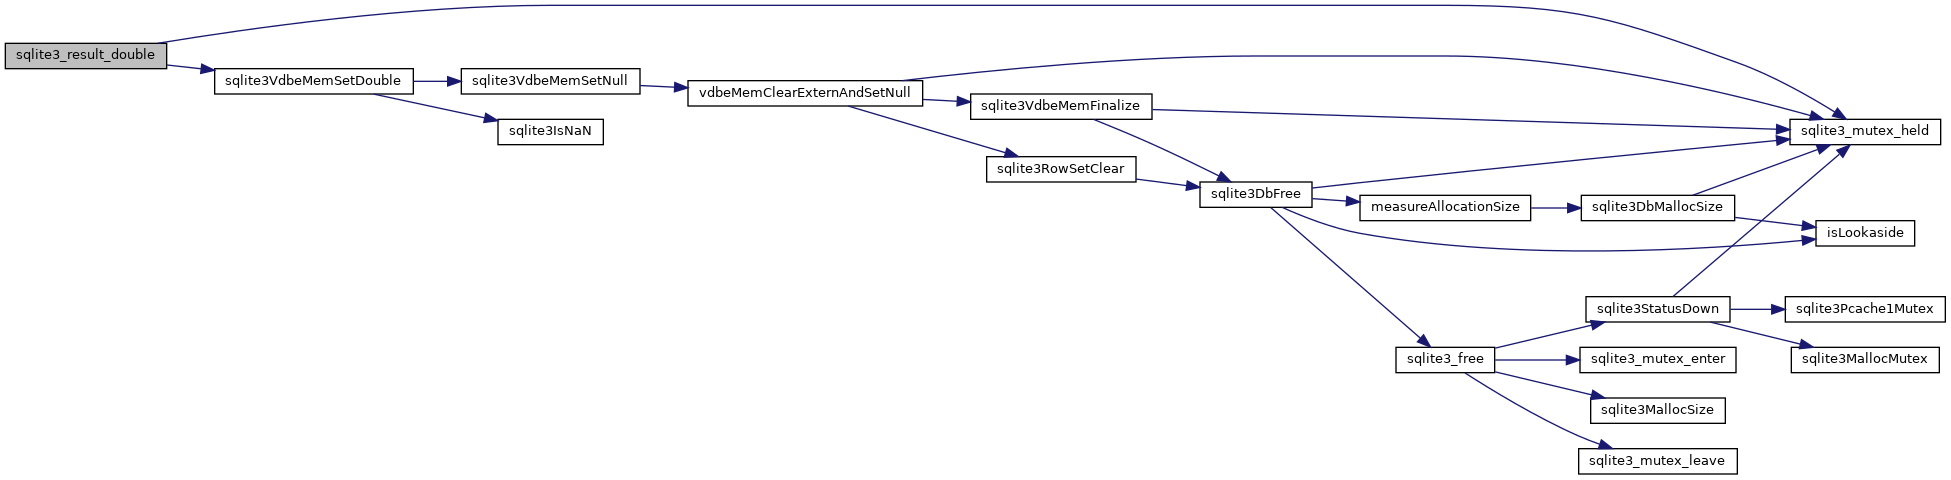 sqlite3_result_double
sqlite3VdbeMemSetDouble
sqlite3VdbeMemSetNull
sqlite3IsNaN
vdbeMemClearExternAndSetNull
sqlite3VdbeMemFinalize
sqlite3RowSetClear
sqlite3DbFree
sqlite3_mutex_held
measureAllocationSize
sqlite3DbMallocSize
isLookaside
sqlite3_free
sqlite3StatusDown
sqlite3Pcache1Mutex
sqlite3MallocMutex
sqlite3_mutex_enter
sqlite3MallocSize
sqlite3_mutex_leave